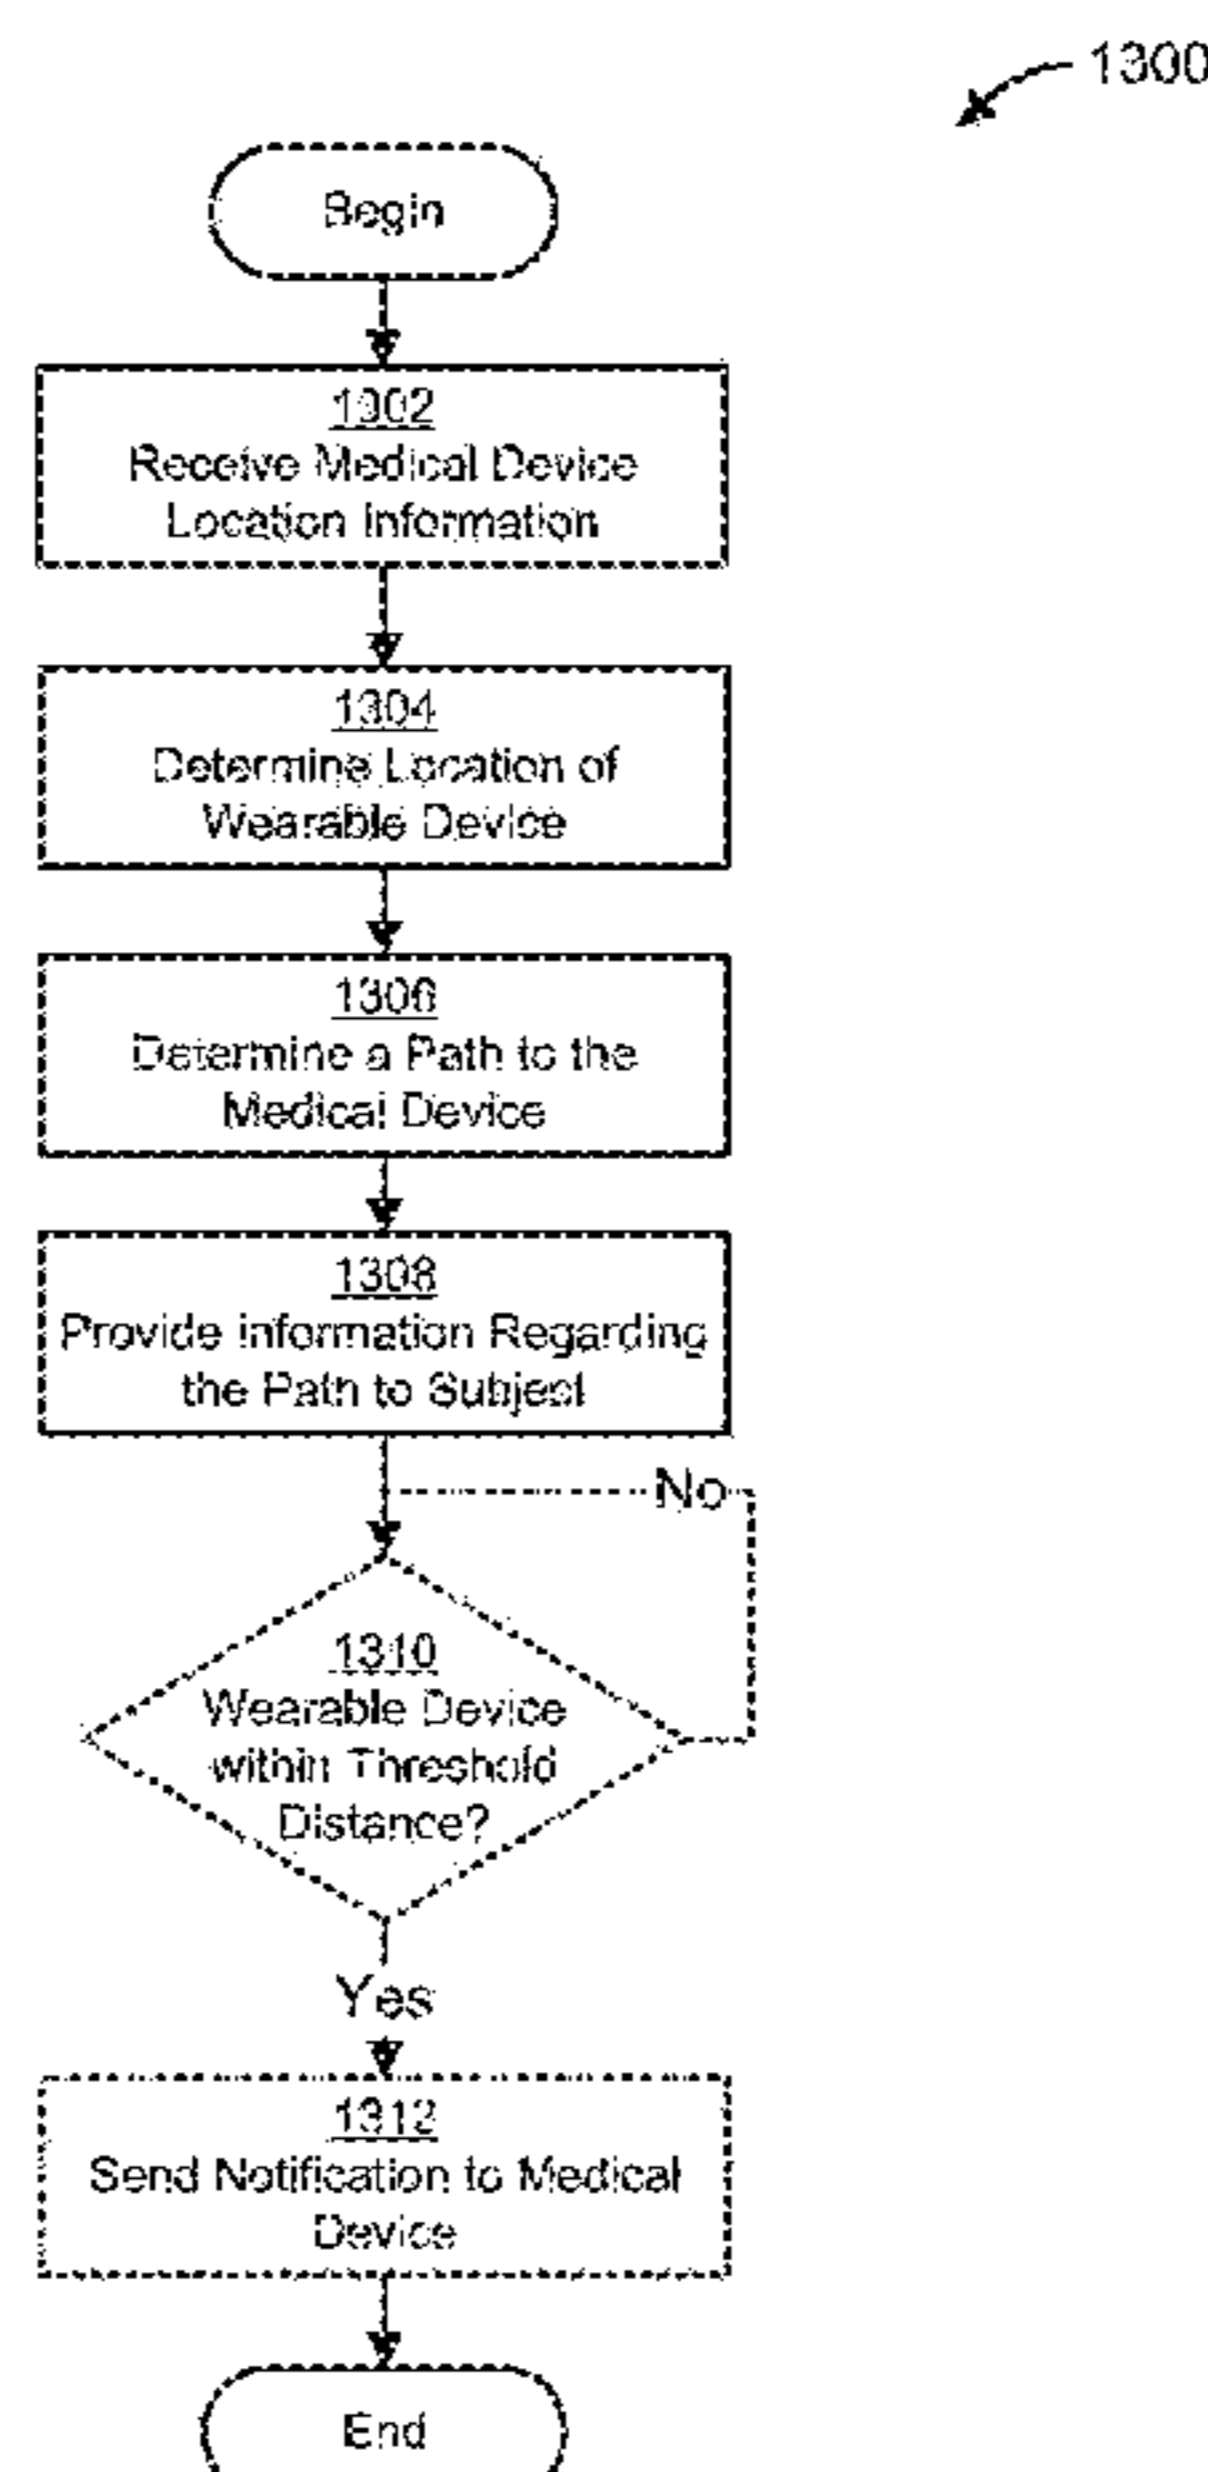 1300
Begin
1302
Receive Medical Device
Location Information
1304
Determine Location of
Wearable Device
1306
Determine a Path to the
Medical Device
1308
Provide information Regarding
the Path to Subject
No
1310
Wearable Device
within Threshold
Distance?
Yes
1312
Send Notification to Medical
Device
End